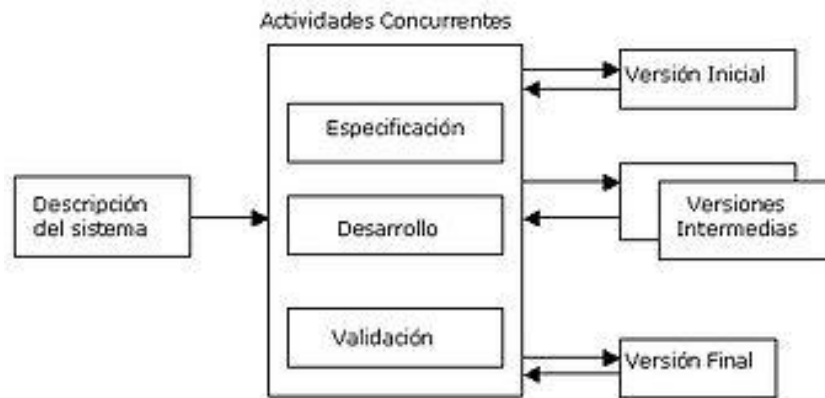 Actividades Concurrentes
Descripción
del sistema
Especificación
Desarrollo
Validación
Versión Inicial
Versiones
Intermedias
Versión Final